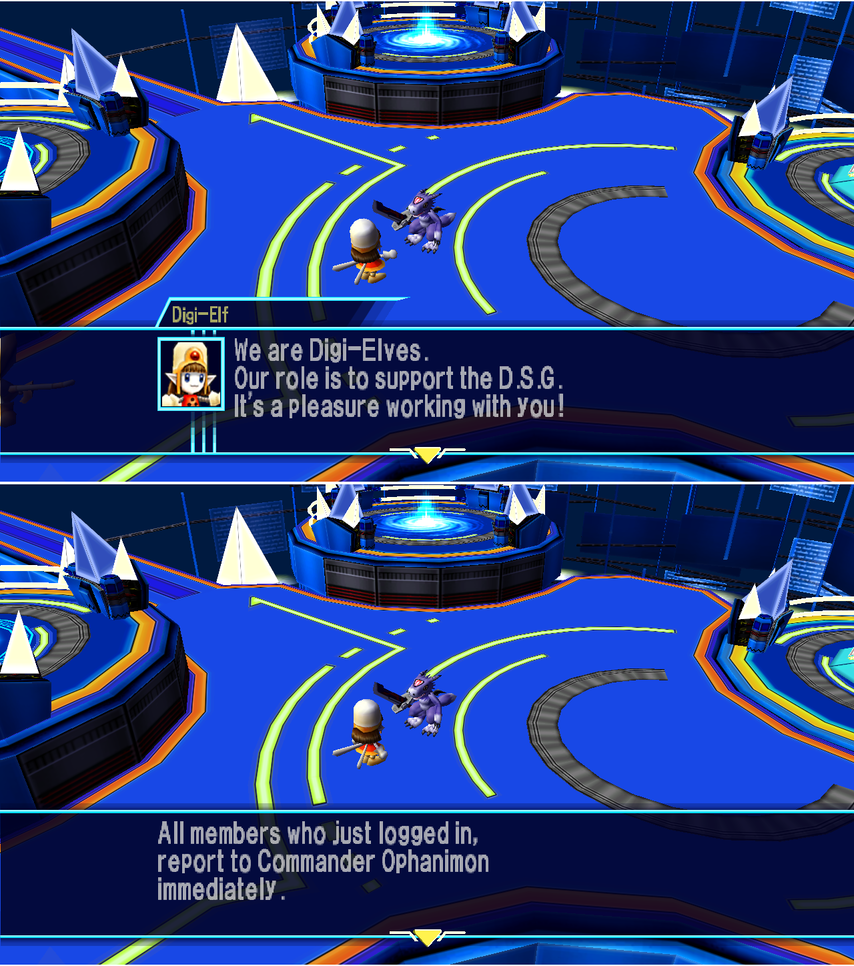 Digi-Elf
We are Digi-Elves.
Our role is to support the D.S.G.
It's a pleasure working with you!
All members who just logged in,
report to Commander Ophanimon
immediately.